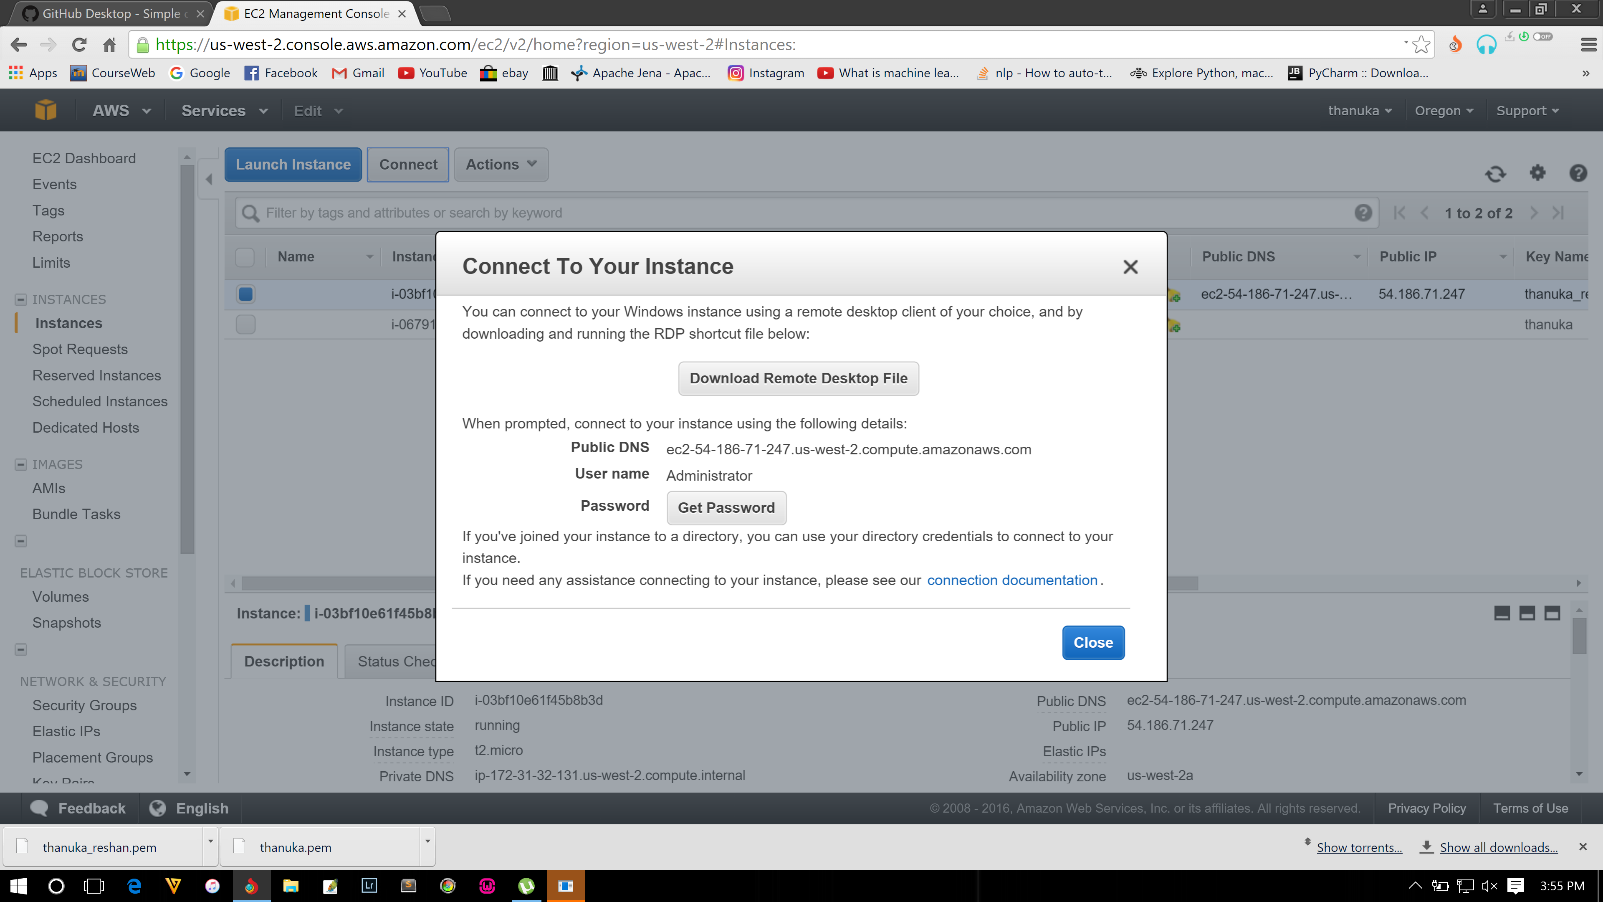 GitHub Desktop - Simple
EC2 Management Console
https://us-west-2.console.aws.amazon.com/ec2/v2/home?region=us-west-2#Instances:
Apps CourseWeb Google Facebook Gmail YouTube ebay Apache Jena - Apac... Instagram What is machine lea... nlp - How to auto-t... Explore Python, mac... PyCharm :: Downloa... »
AWS Services Edit thanuka Oregon Support
EC2 Dashboard
Events
Tags
Reports
Limits
INSTANCES
Instances
Spot Requests
Reserved Instances
Scheduled Instances
Dedicated Hosts
IMAGES
AMIs
Bundle Tasks
ELASTIC BLOCK STORE
Volumes
Snapshots
NETWORK & SECURITY
Security Groups
Elastic IPs
Placement Groups
Key Pairs
Launch Instance Connect Actions
Filter by tags and attributes or search by keyword
1 to 2 of 2
Name Instanc Public DNS Public IP Key Name
i-03bf1 ec2-54-186-71-247.us-... 54.186.71.247 thanuka_re
i-06791 thanuka
Connect To Your Instance
You can connect to your Windows instance using a remote desktop client of your choice, and by
downloading and running the RDP shortcut file below:
Download Remote Desktop File
When prompted, connect to your instance using the following details:
Public DNS ec2-54-186-71-247.us-west-2.compute.amazonaws.com
User name Administrator
Password Get Password
If you've joined your instance to a directory, you can use your directory credentials to connect to your
instance.
If you need any assistance connecting to your instance, please see our connection documentation.
Close
Instance: i-03bf10e61f45b8b
Description Status Chec
Instance ID i-03bf10e61f45b8b3d
Instance state running
Instance type t2.micro
Private DNS ip-172-31-32-131.us-west-2.compute.internal
Public DNS ec2-54-186-71-247.us-west-2.compute.amazonaws.com
Public IP 54.186.71.247
Elastic IPs
Availability zone us-west-2a
Feedback English © 2008 - 2016, Amazon Web Services, Inc. or its affiliates. All rights reserved. Privacy Policy Terms of Use
thanuka_reshan.pem thanuka.pem Show torrents... Show all downloads...
3:55 PM